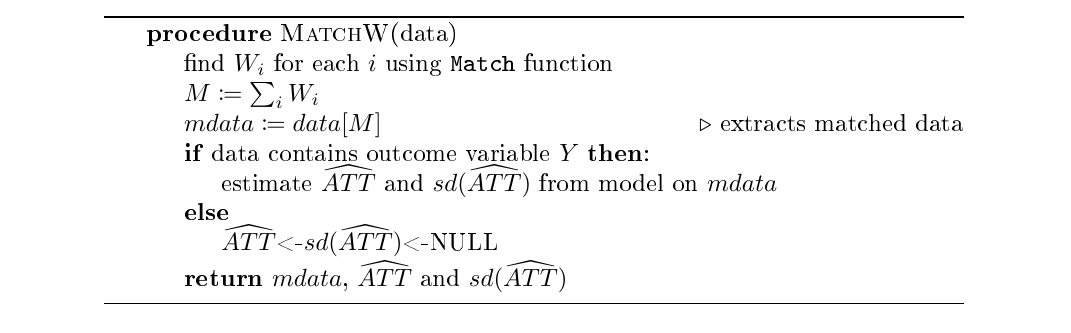 procedure MATCHW(data)
find W_i for each i using Match function
M := ∑_i W_i
mdata := data[M] ▷ extracts matched data
if data contains outcome variable Y then:
estimate \widehat{ATT} and sd(\widehat{ATT}) from model on mdata
else
\widehat{ATT}<-sd(\widehat{ATT})<-NULL
return mdata, \widehat{ATT} and sd(\widehat{ATT})